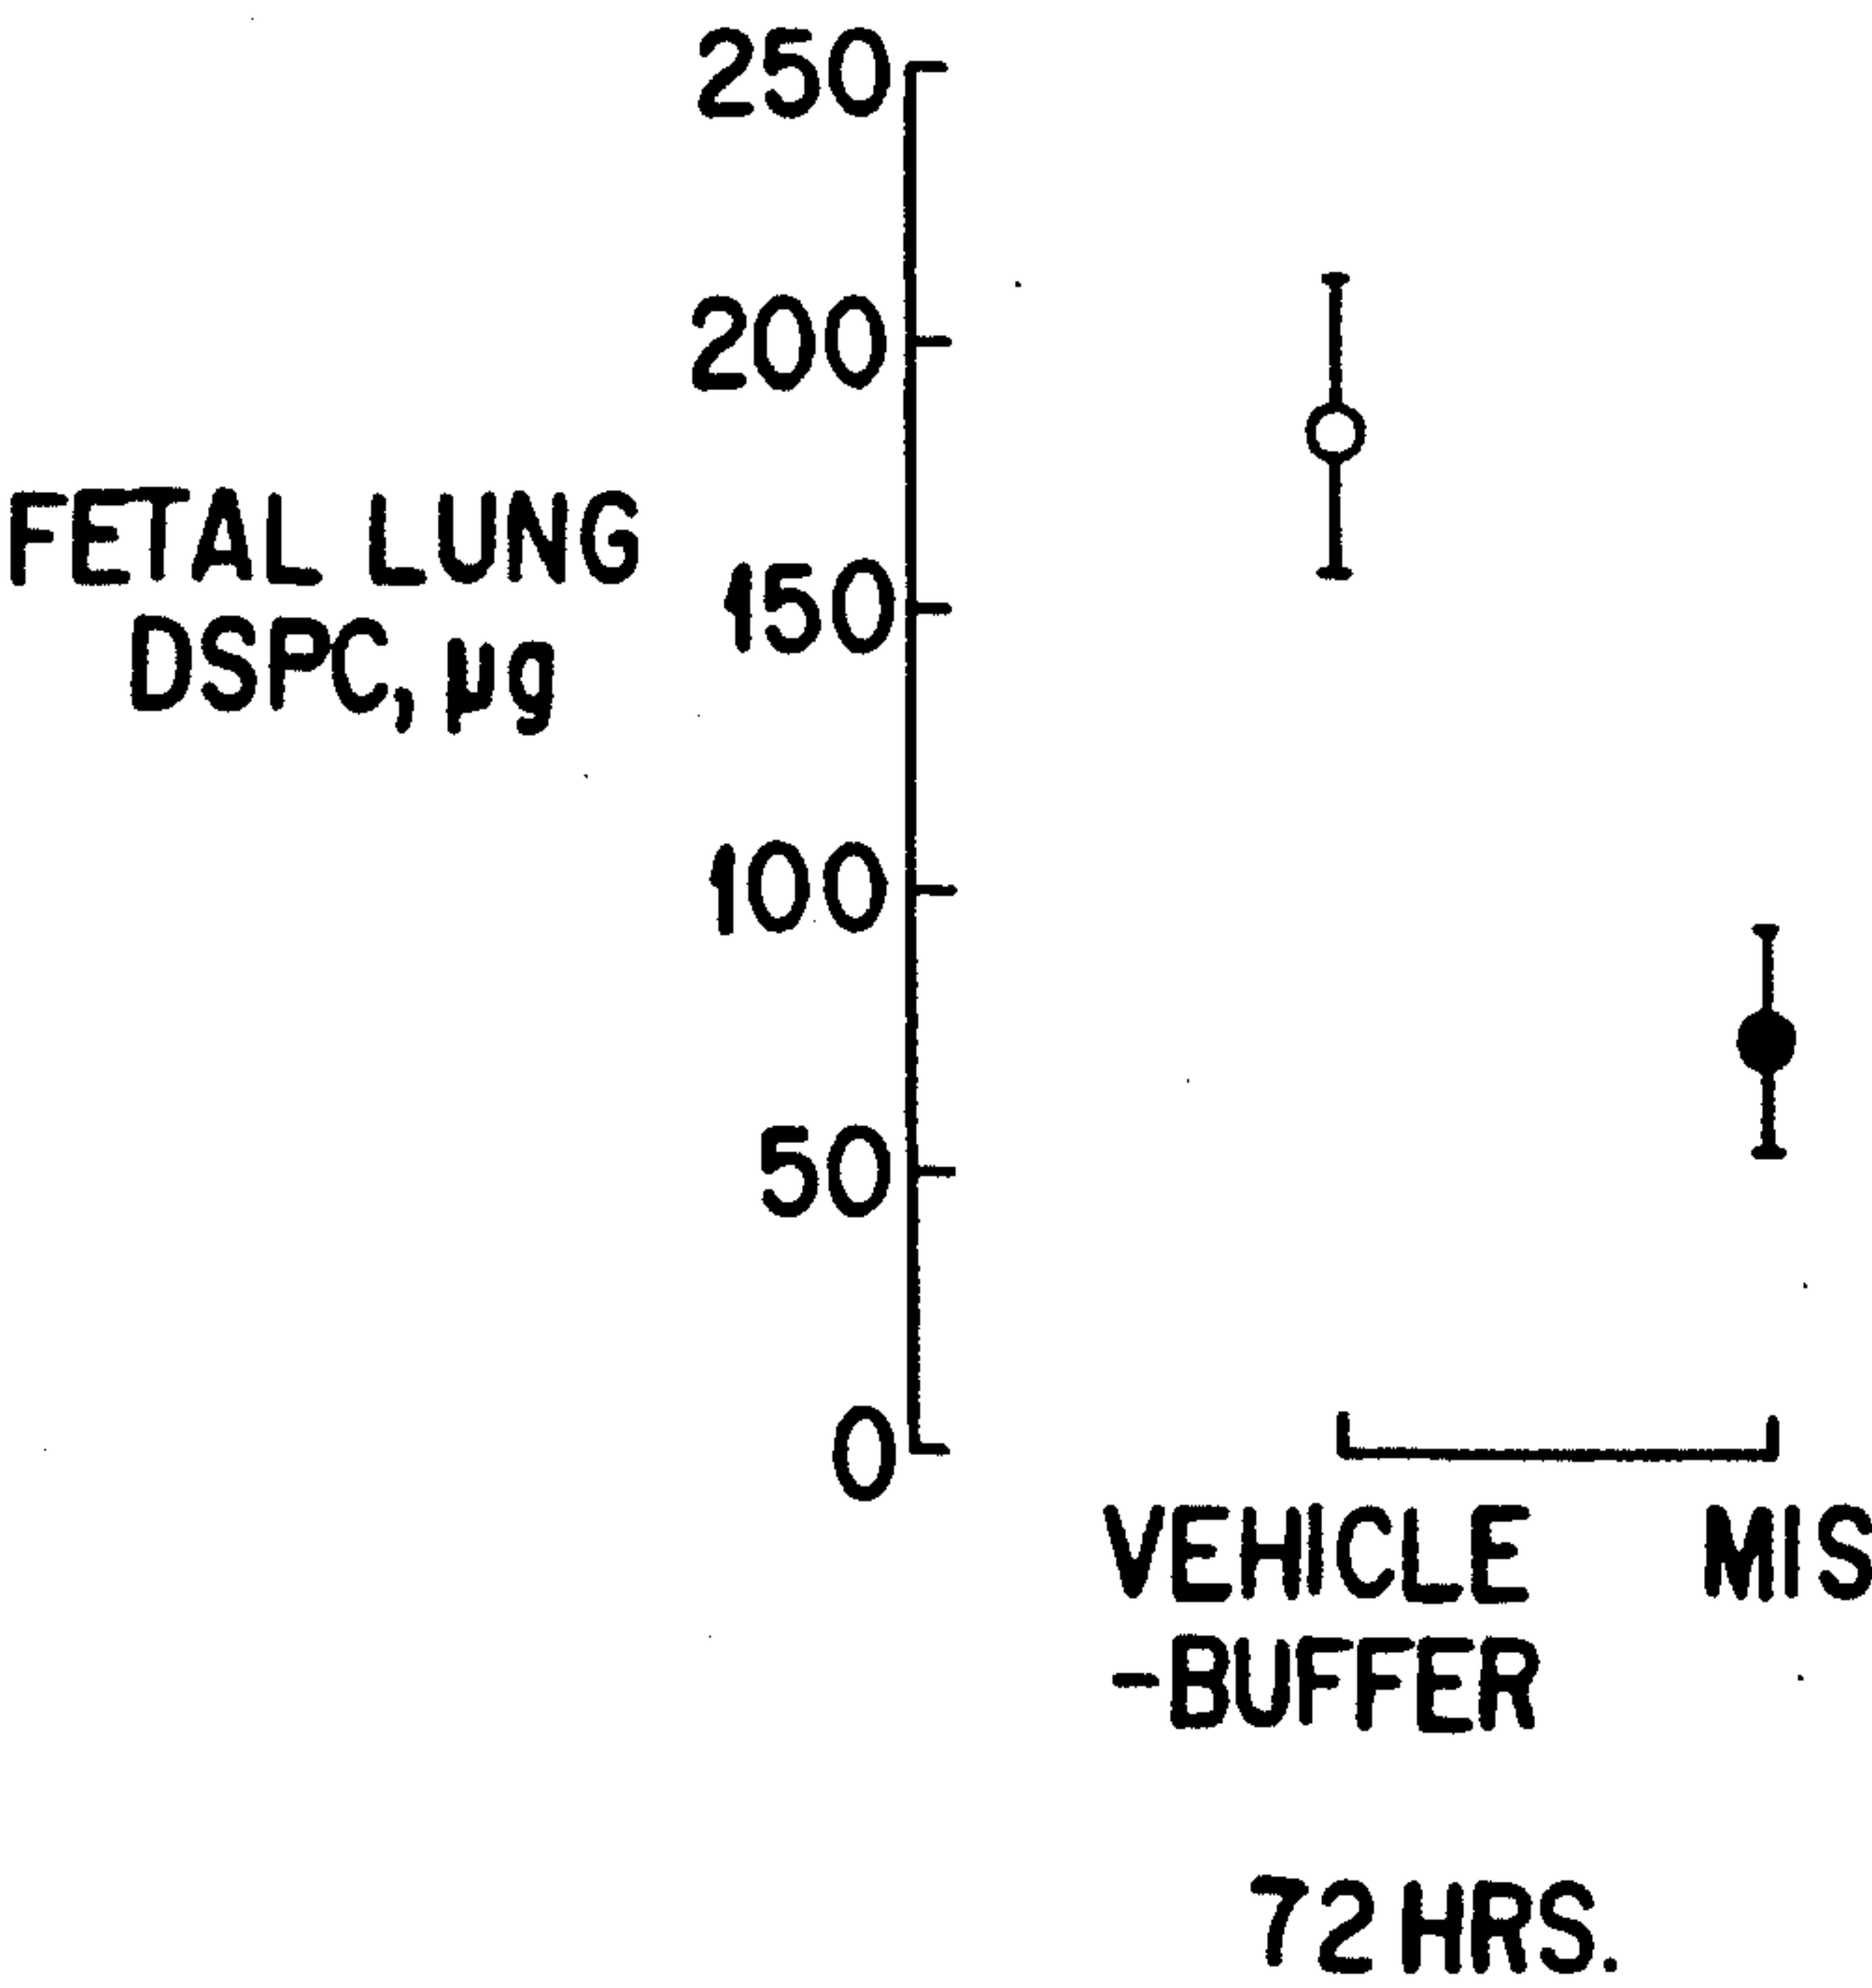 250
200
FETAL LUNG
150
DSPC, µg
100
50
0
VEHICLE MIS
-BUFFER
72 HRS.